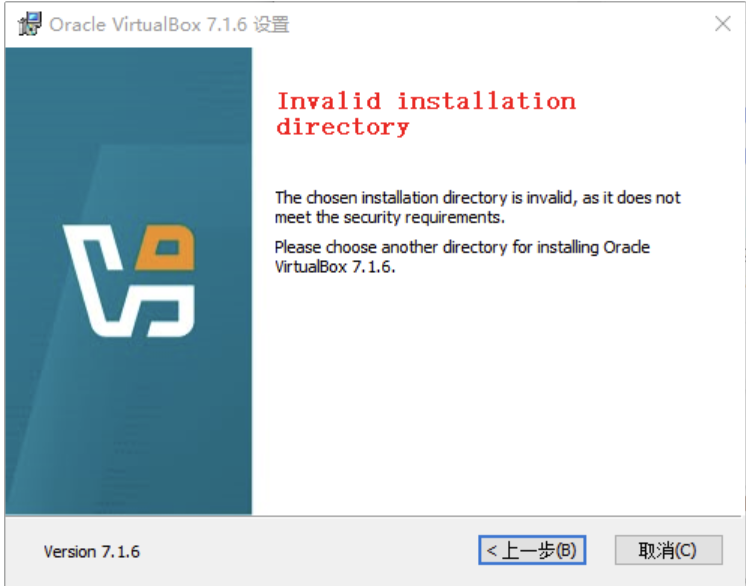 Oracle VirtualBox 7.1.6 设置
Invalid installation
directory
The chosen installation directory is invalid, as it does not
meet the security requirements.
Please choose another directory for installing Oracle
VirtualBox 7.1.6.
Version 7.1.6
< 上一步(B)
取消(C)